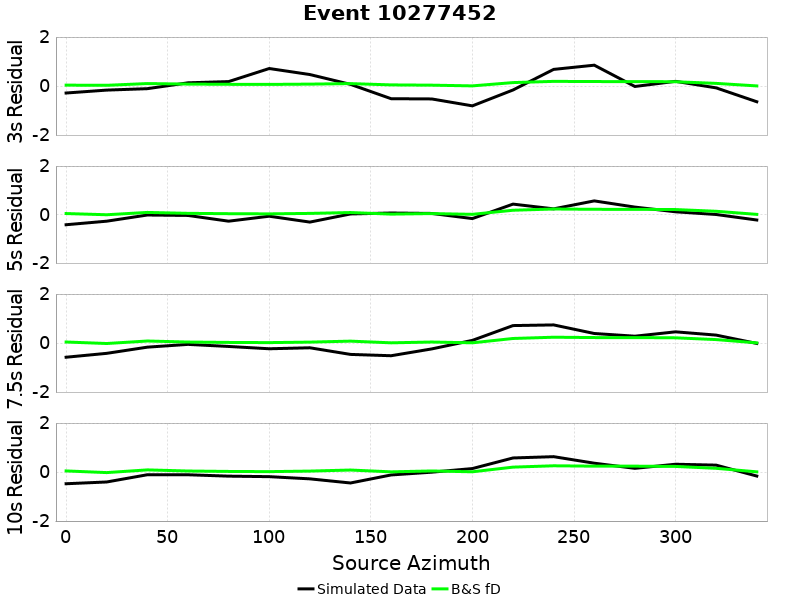 Event 10277452
3s Residual
2
0
-2
5s Residual
2
0
-2
7.5s Residual
2
0
-2
10s Residual
2
0
-2
0 50 100 150 200 250 300
Source Azimuth
Simulated Data B&S fD